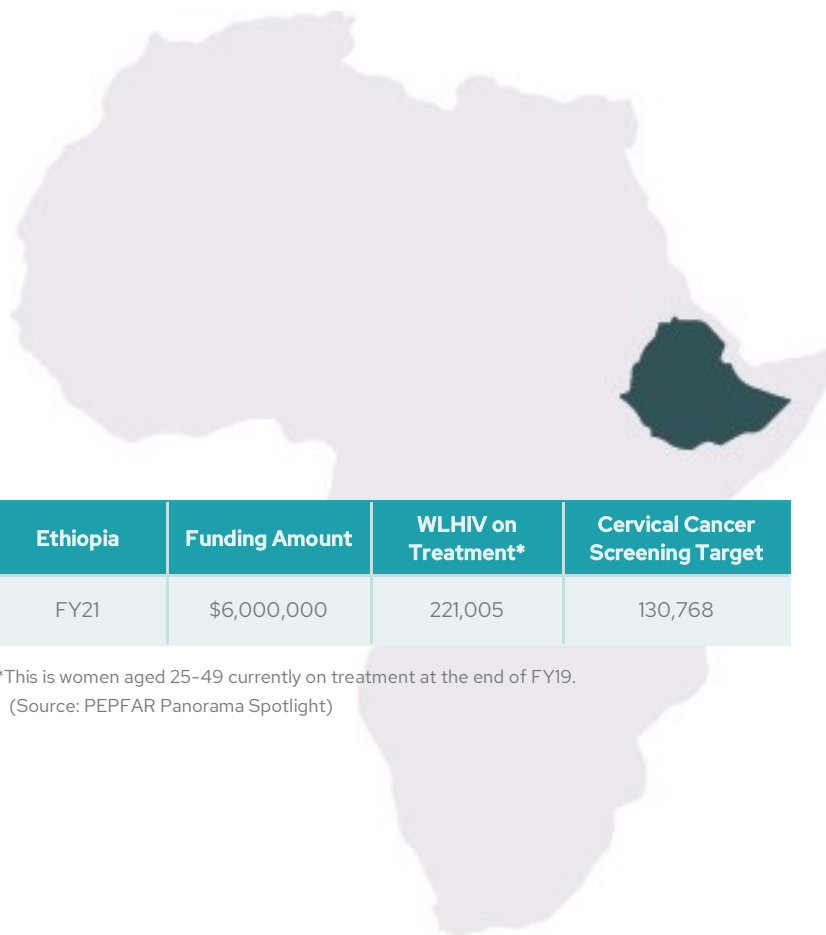 Ethiopia
Funding Amount
WLHIV on
Treatment*
Cervical Cancer
Screening Target
FY21
$6,000,000
221,005
130,768
*This is women aged 25-49 currently on treatment at the end of FY19.
(Source: PEPFAR Panorama Spotlight)